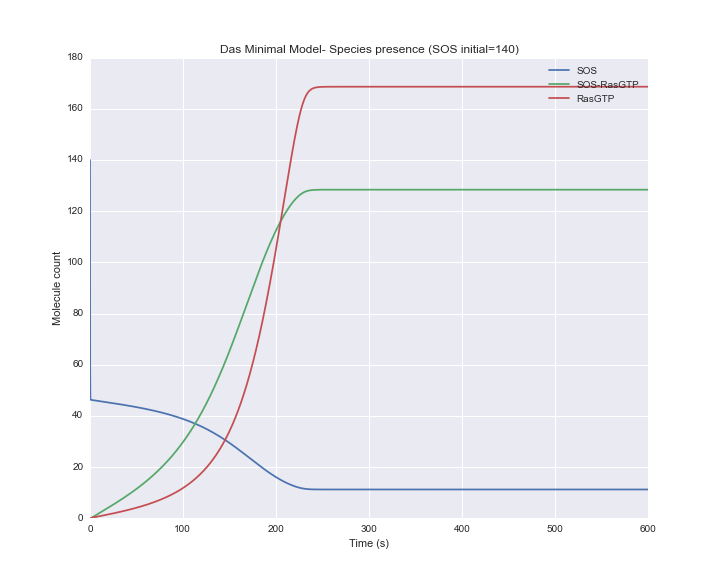 Das Minimal Model- Species presence (SOS initial=140)
180
160
140
120
100
80
60
40
20
0
Molecule count
SOS
SOS-RasGTP
RasGTP
0 100 200 300 400 500 600
Time (s)